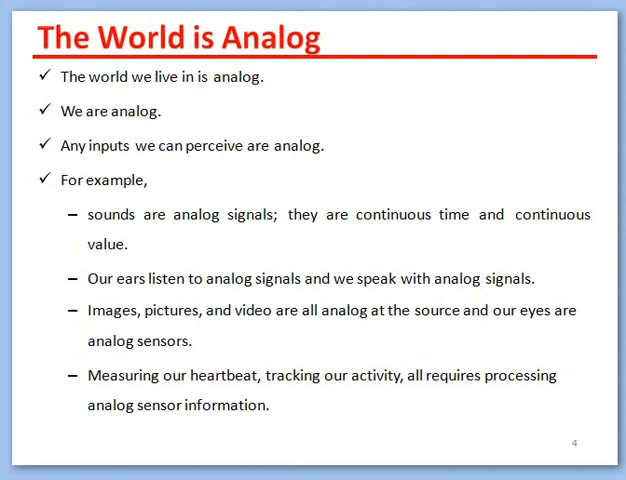 The World is Analog
✓ The world we live in is analog.
✓ We are analog.
✓ Any inputs we can perceive are analog.
✓ For example,
– sounds are analog signals; they are continuous time and continuous
value.
– Our ears listen to analog signals and we speak with analog signals.
– Images, pictures, and video are all analog at the source and our eyes are
analog sensors.
– Measuring our heartbeat, tracking our activity, all requires processing
analog sensor information.
4